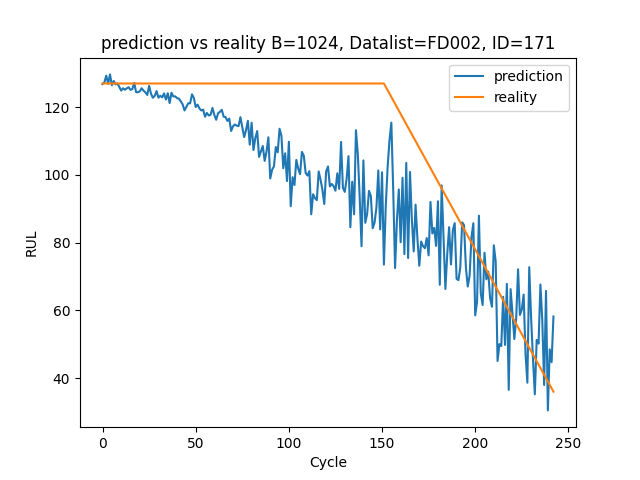 prediction vs reality B=1024, Datalist=FD002, ID=171
prediction
reality
RUL
120
100
80
60
40
0 50 100 150 200 250
Cycle